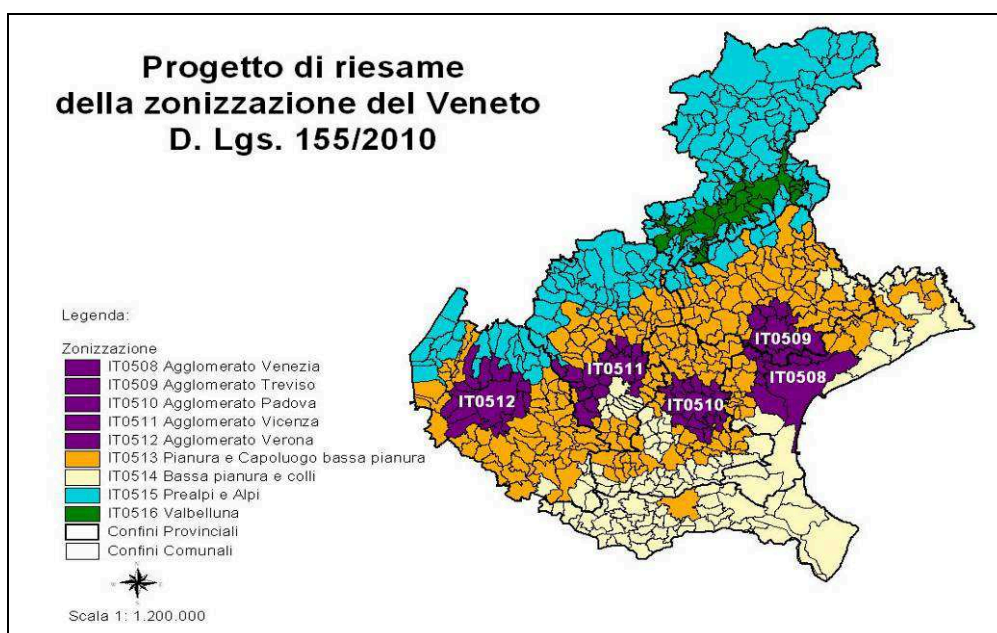 Progetto di riesame
della zonizzazione del Veneto
D. Lgs. 155/2010
Legenda:
Zonizzazione
IT0508 Agglomerato Venezia
IT0509 Agglomerato Treviso
IT0510 Agglomerato Padova
IT0511 Agglomerato Vicenza
IT0512 Agglomerato Verona
IT0513 Pianura e Capoluogo bassa pianura
IT0514 Bassa pianura e colli
IT0515 Prealpi e Alpi
IT0516 Valbelluna
Confini Provinciali
Confini Comunali
Scala 1: 1.200.000
IT0509
IT0511
IT0508
IT0512
IT0510